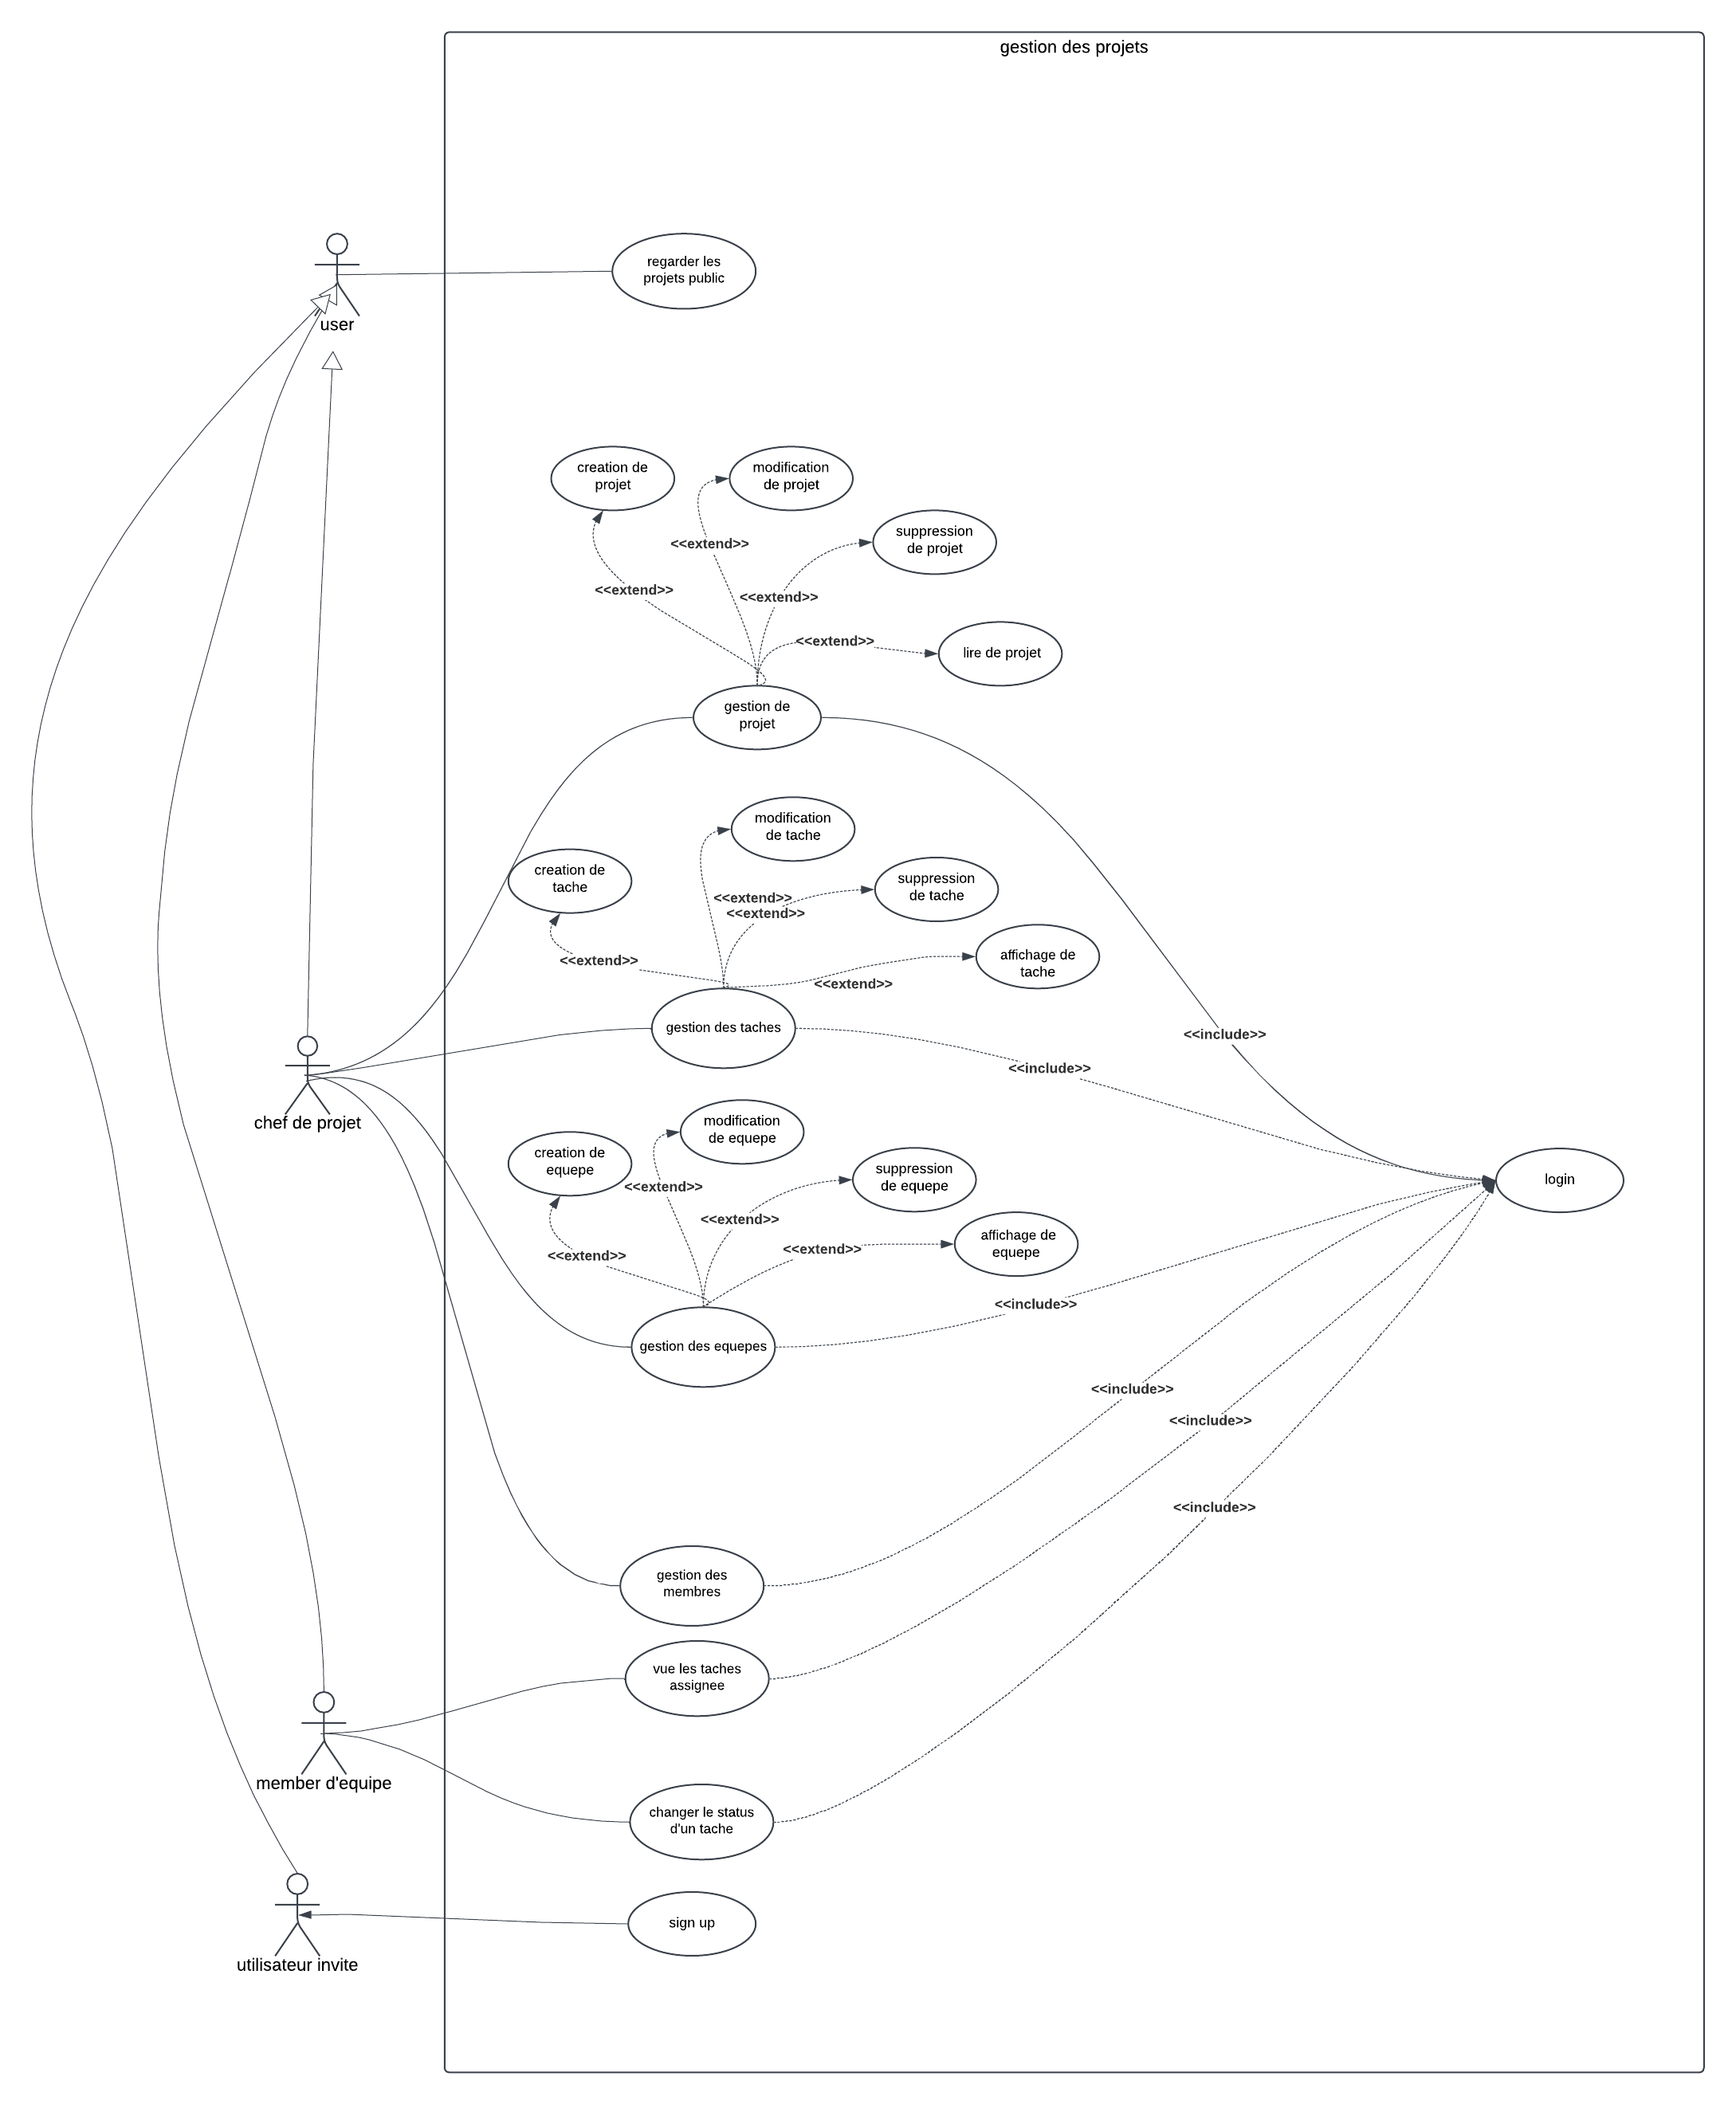 gestion des projets
regarder les
projets public
user
creation de
projet
modification
de projet
suppression
de projet
<<extend>>
<<extend>>
<<extend>>
<<extend>>
lire de projet
gestion de
projet
modification
de tache
creation de
tache
suppression
de tache
<<extend>>
<<extend>>
<<extend>>
<<extend>>
affichage de
tache
gestion des taches
<<include>>
<<include>>
chef de projet
modification
de equepe
creation de
equepe
suppression
de equepe
login
<<extend>>
<<extend>>
<<extend>>
<<extend>>
affichage de
equepe
<<include>>
gestion des equepes
<<include>>
<<include>>
<<include>>
gestion des
membres
vue les taches
assignee
member d'equipe
changer le status
d'un tache
sign up
utilisateur invite